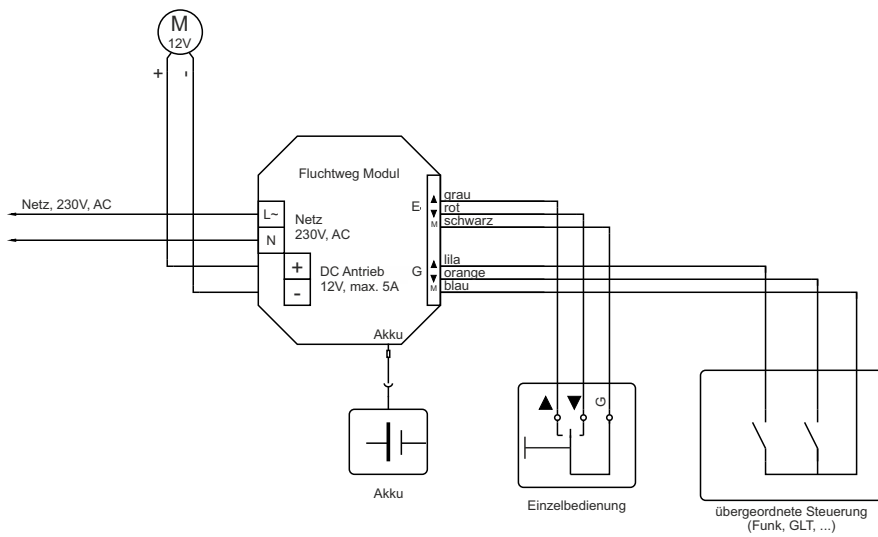 M
12V
+ -
Fluchtweg Modul
Netz, 230V, AC
L~
N
Netz
230V, AC
+
-
DC Antrieb
12V, max. 5A
Akku
E
▲
▼
M
G
▲
▼
M
grau
rot
schwarz
lila
orange
blau
▲ ▼ G
Akku
Einzelbedienung
übergeordnete Steuerung
(Funk, GLT, ...)